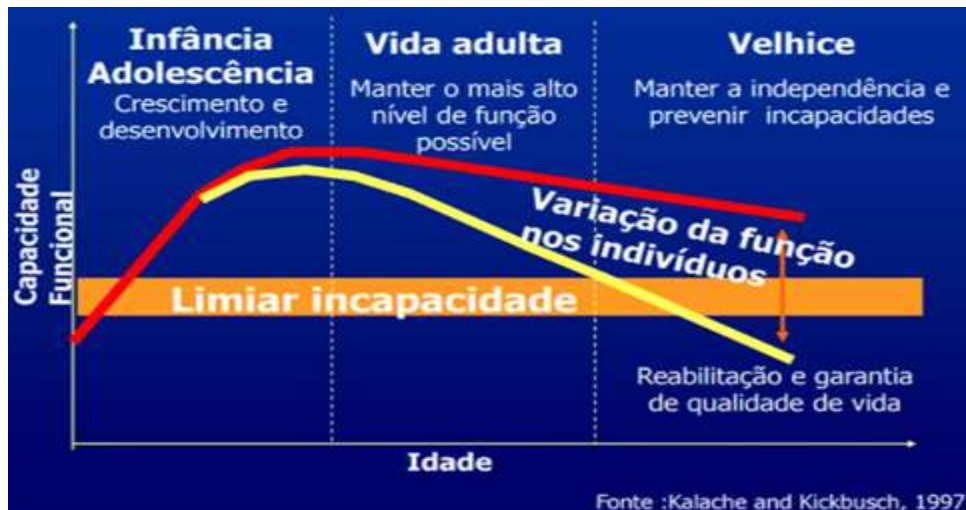 Infância
Adolescência
Crescimento e
desenvolvimento
Vida adulta
Manter o mais alto
nível de função
possível
Velhice
Manter a independência e
prevenir incapacidades
Capacidade
Funcional
Variação da função
nos indivíduos
Limiar incapacidade
Reabilitação e garantia
de qualidade de vida
Idade
Fonte :Kalache and Kickbusch, 1997